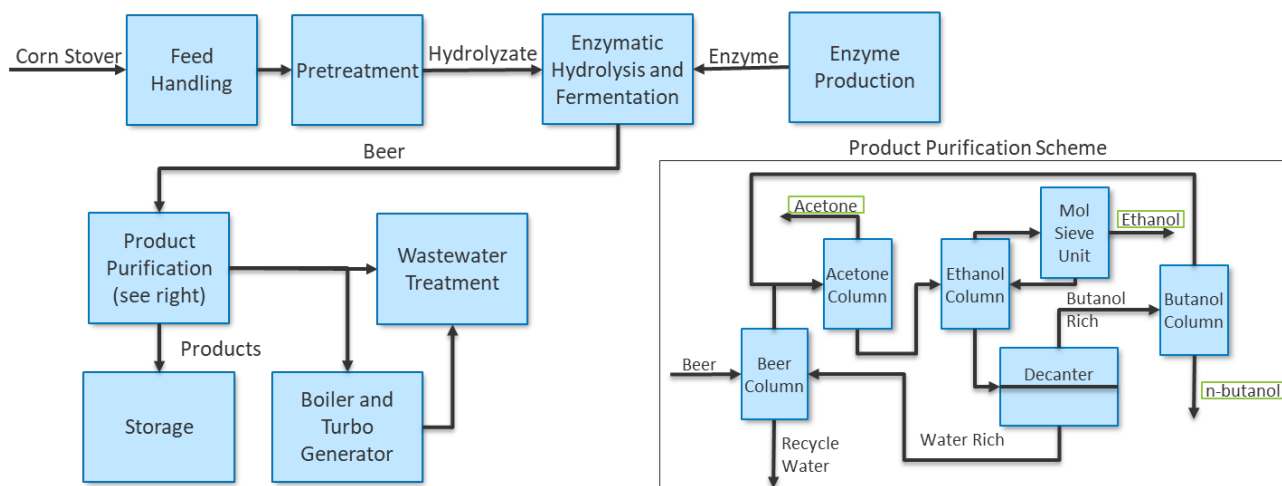 Corn Stover
Feed
Handling
Pretreatment
Hydrolyzate
Enzymatic
Hydrolysis and
Fermentation
Enzyme
Enzyme
Production
Beer
Product
Purification
(see right)
Wastewater
Treatment
Products
Storage
Boiler and
Turbo
Generator
Product Purification Scheme
Acetone
Mol
Sieve
Unit
Ethanol
Acetone
Column
Ethanol
Column
Butanol
Rich
Butanol
Column
Beer
Beer
Column
Decanter
n-butanol
Recycle
Water
Water Rich